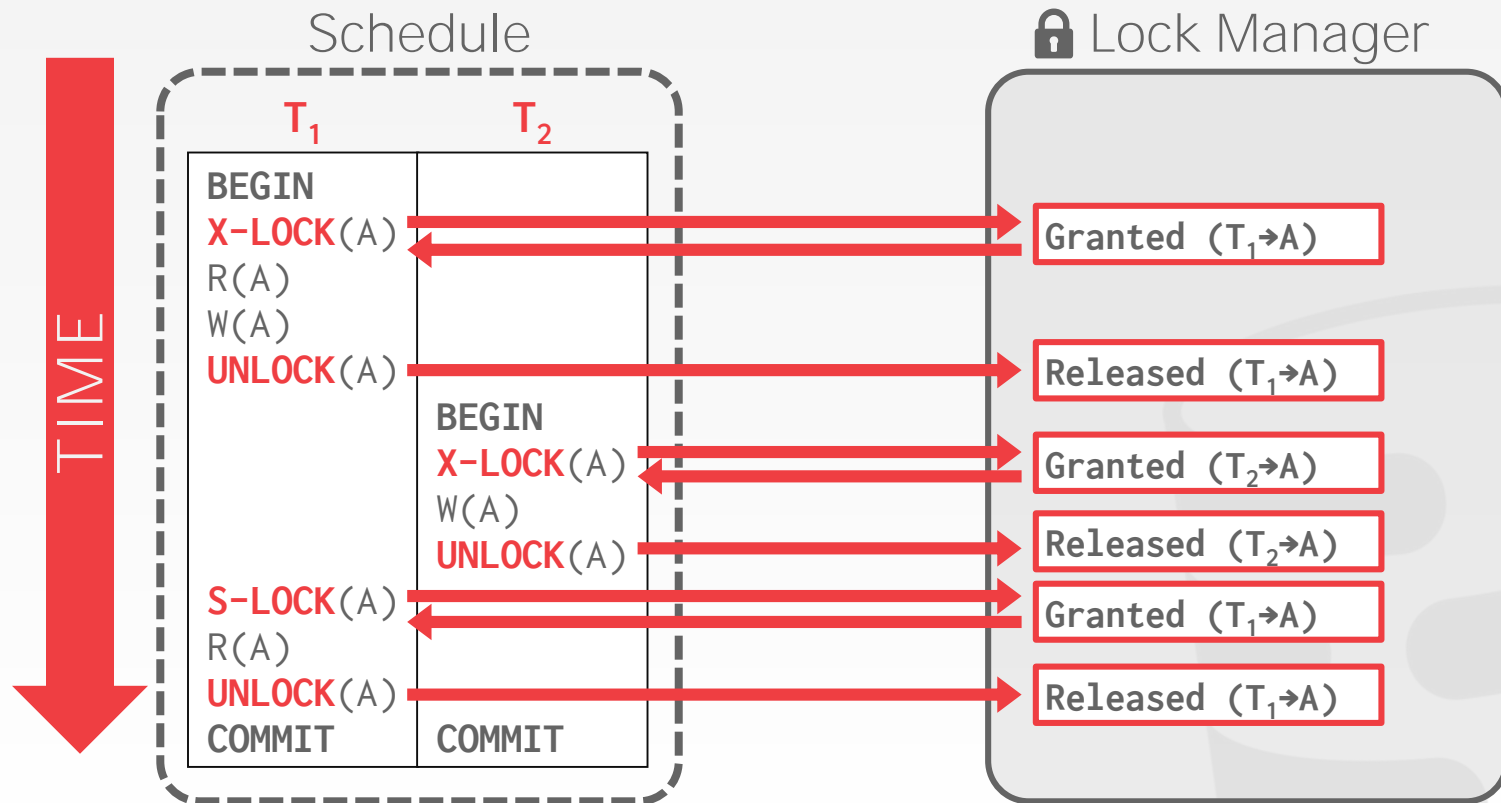 Schedule
Lock Manager
TIME
T₁ T₂
BEGIN
X-LOCK(A)
Granted (T₁→A)
R(A)
W(A)
UNLOCK(A)
Released (T₁→A)
BEGIN
X-LOCK(A)
Granted (T₂→A)
W(A)
UNLOCK(A)
Released (T₂→A)
S-LOCK(A)
Granted (T₁→A)
R(A)
UNLOCK(A)
Released (T₁→A)
COMMIT COMMIT